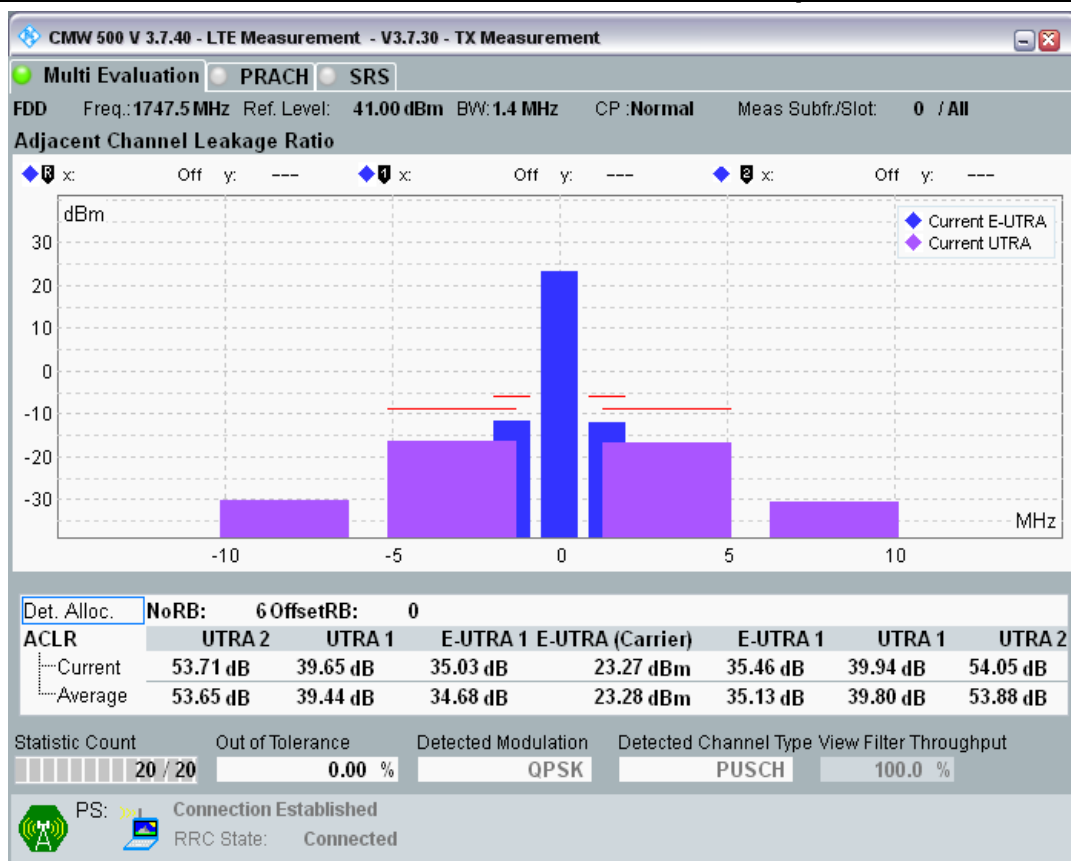 CMW 500 V 3.7.40 - LTE Measurement - V3.7.30 - TX Measurement
Multi Evaluation PRACH SRS
FDD Freq.: 1747.5 MHz Ref. Level: 41.00 dBm BW: 1.4 MHz CP :Normal Meas Subfr./Slot: 0 / All
Adjacent Channel Leakage Ratio
R x: Off y: --- 1 x: Off y: --- 2 x: Off y: ---
dBm
Current E-UTRA
Current UTRA
30
20
10
0
-10
-20
-30
MHz
-10 -5 0 5 10
Det. Alloc. NoRB: 6 OffsetRB: 0
ACLR UTRA 2 UTRA 1 E-UTRA 1 E-UTRA (Carrier) E-UTRA 1 UTRA 1 UTRA 2
Current 53.71 dB 39.65 dB 35.03 dB 23.27 dBm 35.46 dB 39.94 dB 54.05 dB
Average 53.65 dB 39.44 dB 34.68 dB 23.28 dBm 35.13 dB 39.80 dB 53.88 dB
Statistic Count Out of Tolerance Detected Modulation Detected Channel Type View Filter Throughput
20 / 20 0.00 % QPSK PUSCH 100.0 %
PS: Connection Established
RRC State: Connected